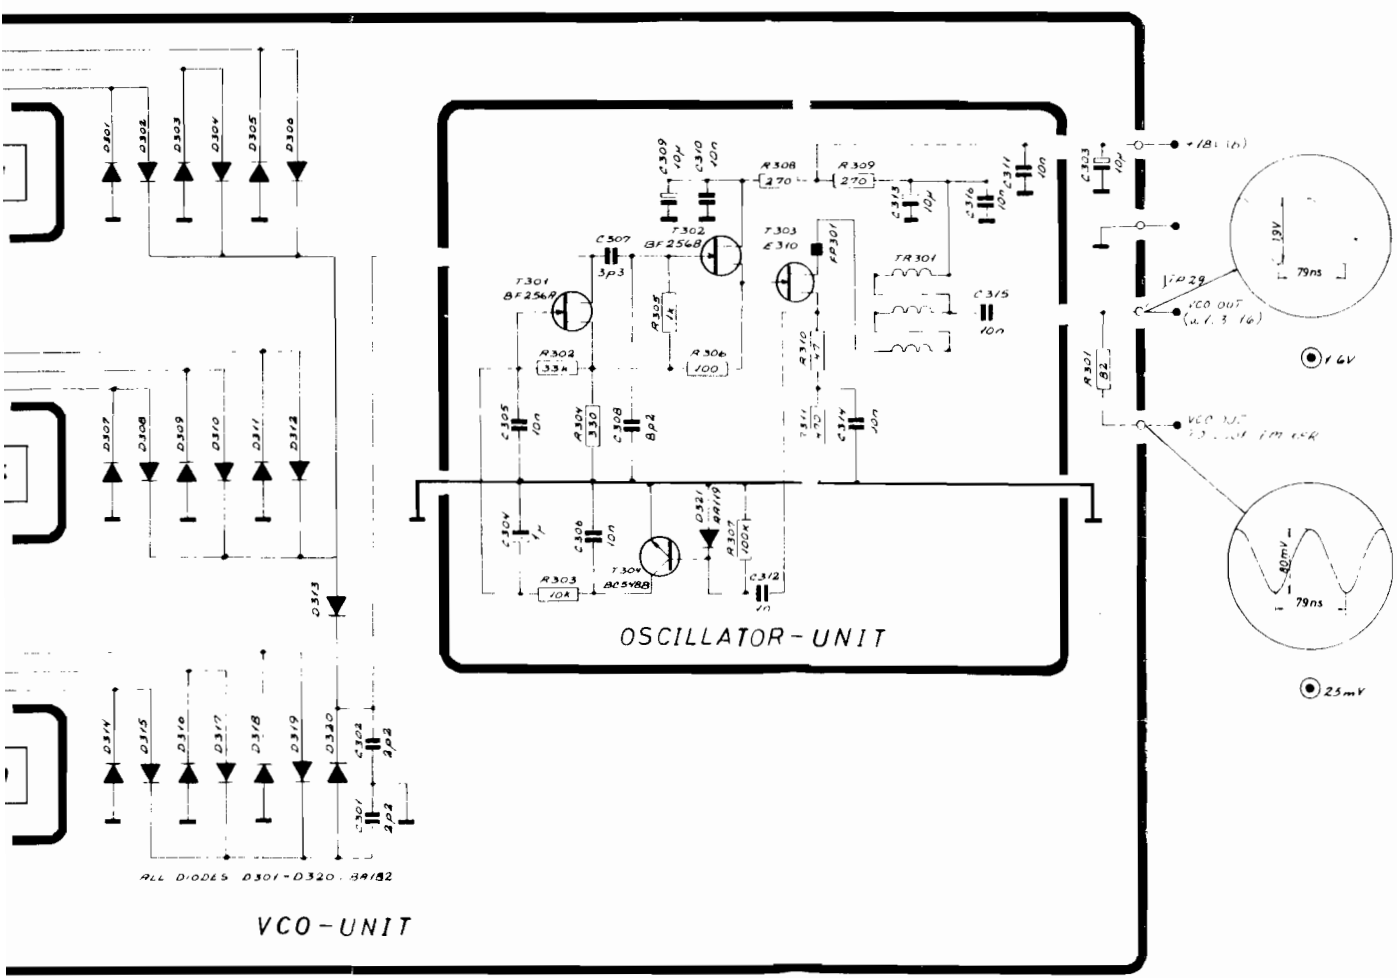 D301
D302
D303
D304
D305
D306
C309
10µ
C310
10n
R308
270
R309
270
C313
10µ
C316
10n
C311
10n
C303
10µ
C307
3p3
T302
BF256B
T303
E310
FP301
TR301
C315
10n
19V
79ns
T301
BF256A
R305
1k
R302
33k
R306
100
R310
47
VCO OUT
R301
82
D307
D308
D309
D310
D311
D312
C305
10n
R304
330
C308
8p2
470
C314
10n
VCO
C304
1µ
C306
10n
T304
BC548B
D321
BA119
R307
100k
C312
1n
R303
10k
D313
80mV
79ns
OSCILLATOR-UNIT
25mV
D314
D315
D316
D317
D318
D319
D320
C302
2p2
C301
2p2
ALL DIODES D301-D320: BA182
VCO-UNIT